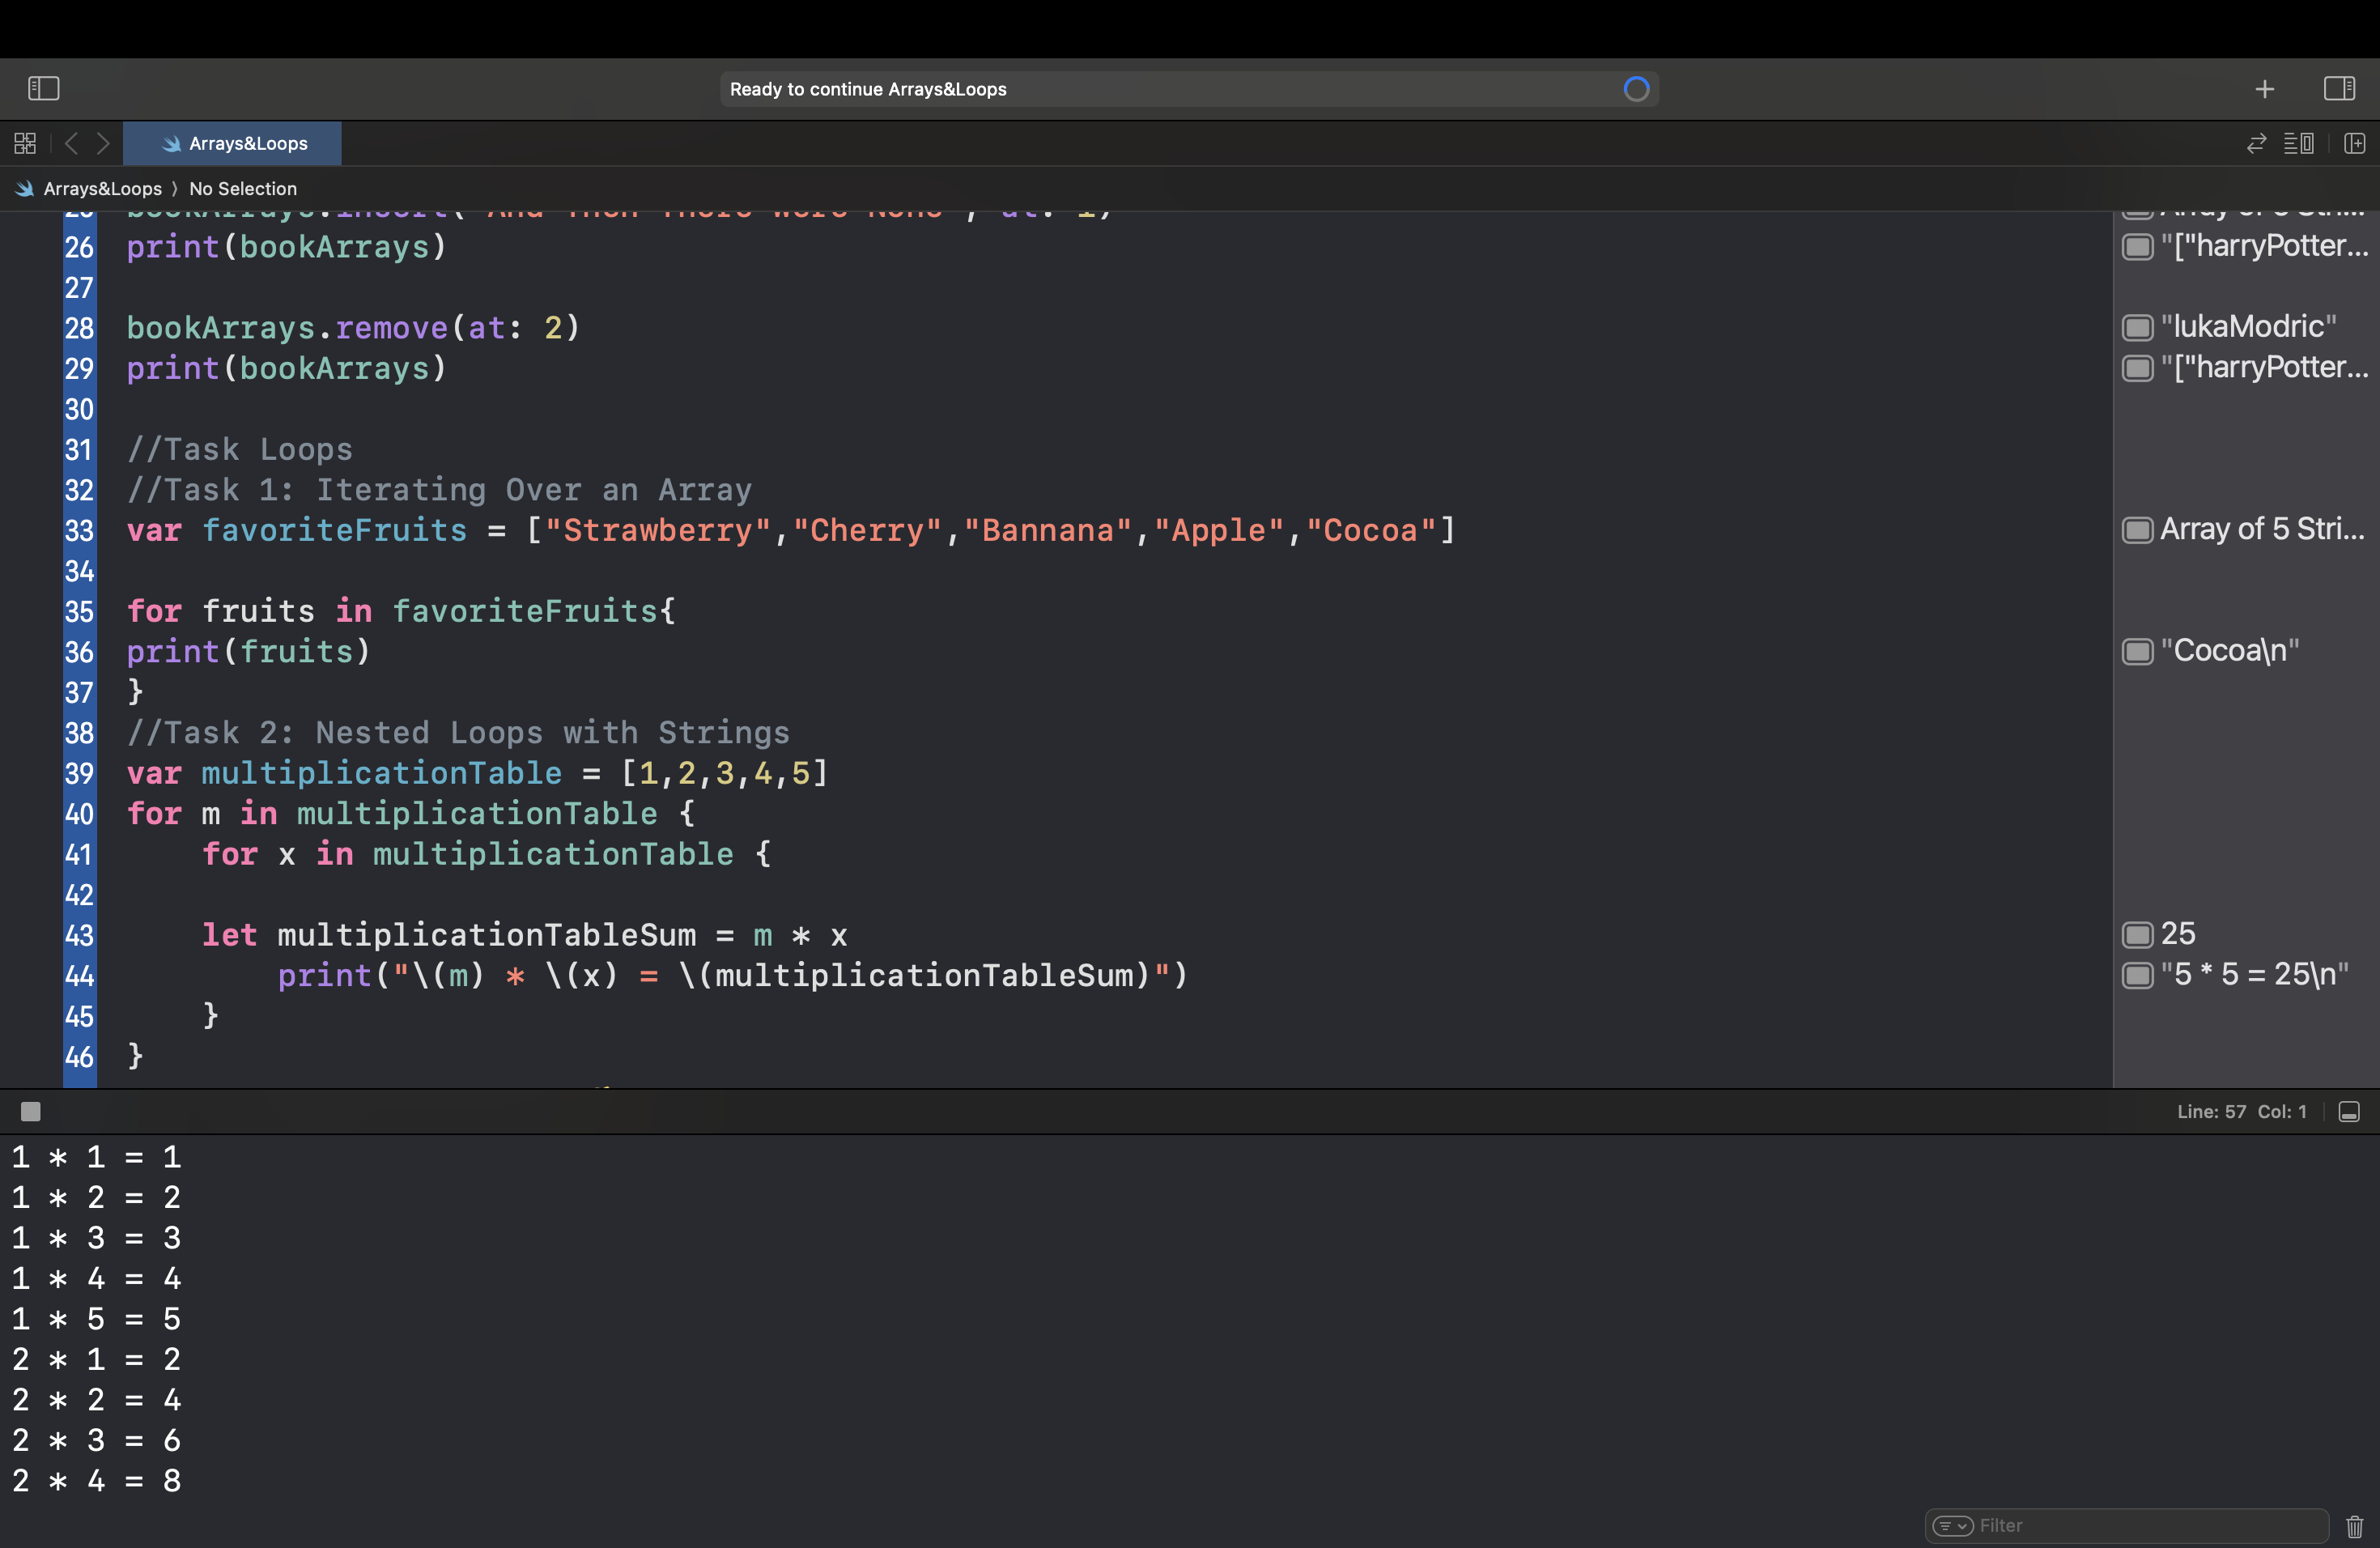 Ready to continue Arrays&Loops
Arrays&Loops
Arrays&Loops 〉 No Selection
26 print(bookArrays) "["harryPotter...
27
28 bookArrays.remove(at: 2) "lukaModric"
29 print(bookArrays) "["harryPotter...
30
31 //Task Loops
32 //Task 1: Iterating Over an Array
33 var favoriteFruits = ["Strawberry","Cherry","Bannana","Apple","Cocoa"] Array of 5 Stri...
34
35 for fruits in favoriteFruits{
36 print(fruits) "Cocoa\n"
37 }
38 //Task 2: Nested Loops with Strings
39 var multiplicationTable = [1,2,3,4,5]
40 for m in multiplicationTable {
41 for x in multiplicationTable {
42
43 let multiplicationTableSum = m * x 25
44 print("\(m) * \(x) = \(multiplicationTableSum)") "5 * 5 = 25\n"
45 }
46 }
Line: 57 Col: 1
1 * 1 = 1
1 * 2 = 2
1 * 3 = 3
1 * 4 = 4
1 * 5 = 5
2 * 1 = 2
2 * 2 = 4
2 * 3 = 6
2 * 4 = 8
Filter